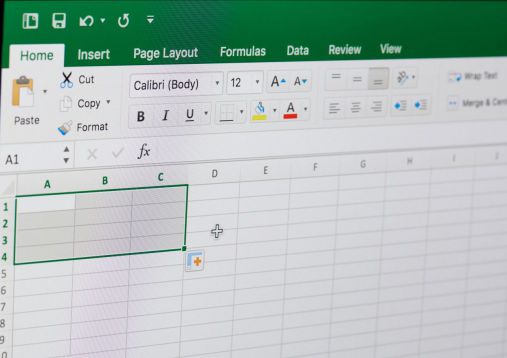 Home Insert Page Layout Formulas Data Review View
Cut
Calibri (Body) 12 A A
Wrap Text
Copy
Paste
B I U A
Merge & Cent
Format
A1 fx
A B C D E F G H I
1
2
3
4
5
6
7
8
9
10